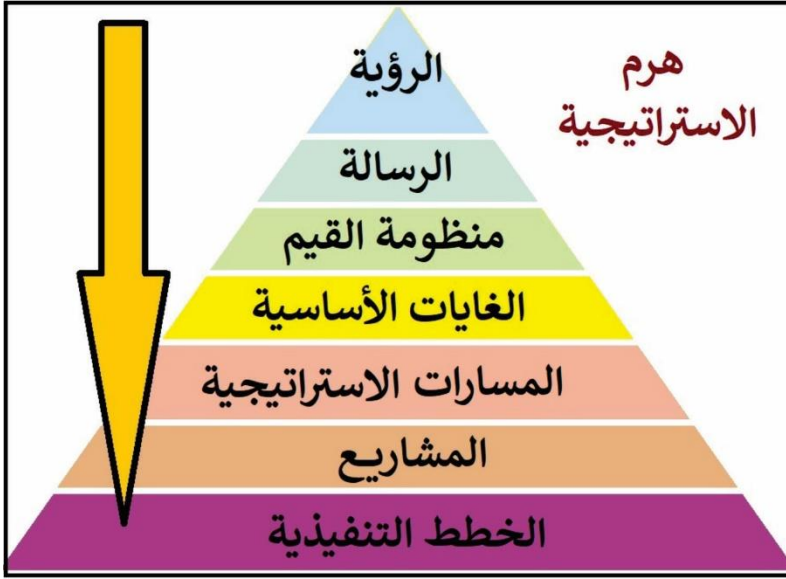 هرم
الاستراتيجية
الرؤية
الرسالة
منظومة القيم
الغايات الأساسية
المسارات الاستراتيجية
المشاريع
الخطط التنفيذية